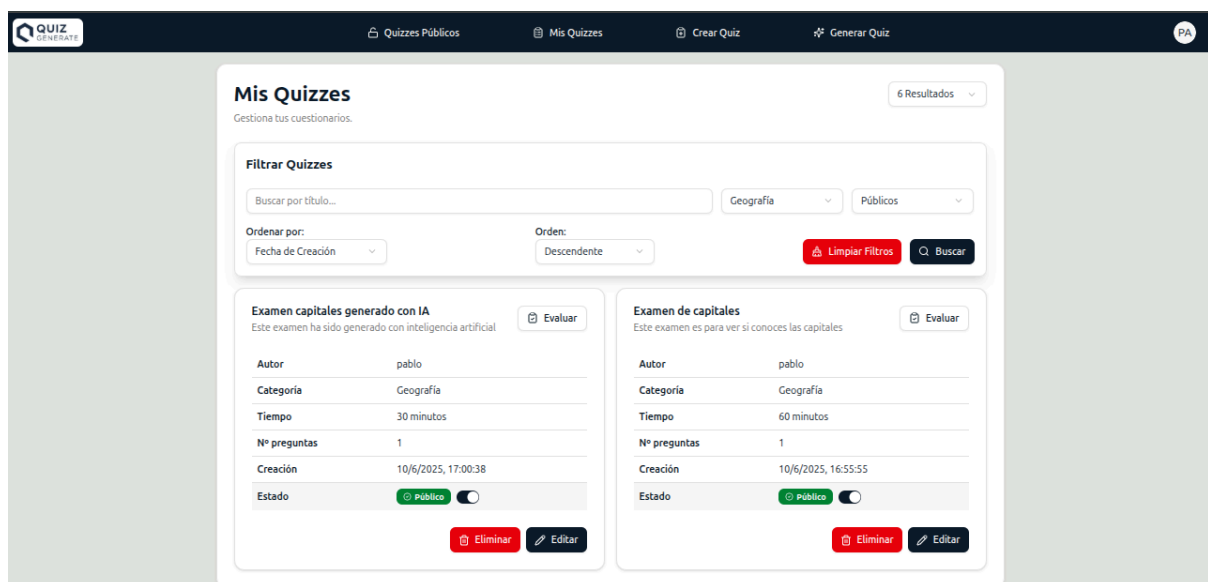 QUIZ
GENERATE
Quizzes Públicos Mis Quizzes Crear Quiz Generar Quiz PA
Mis Quizzes 6 Resultados
Gestiona tus cuestionarios.
Filtrar Quizzes
Buscar por título... Geografía Públicos
Ordenar por: Orden:
Fecha de Creación Descendente Limpiar Filtros Buscar
Examen capitales generado con IA
Este examen ha sido generado con inteligencia artificial
Evaluar
Autor pablo
Categoría Geografía
Tiempo 30 minutos
Nº preguntas 1
Creación 10/6/2025, 17:00:38
Estado Público
Eliminar Editar
Examen de capitales
Este examen es para ver si conoces las capitales
Evaluar
Autor pablo
Categoría Geografía
Tiempo 60 minutos
Nº preguntas 1
Creación 10/6/2025, 16:55:55
Estado Público
Eliminar Editar